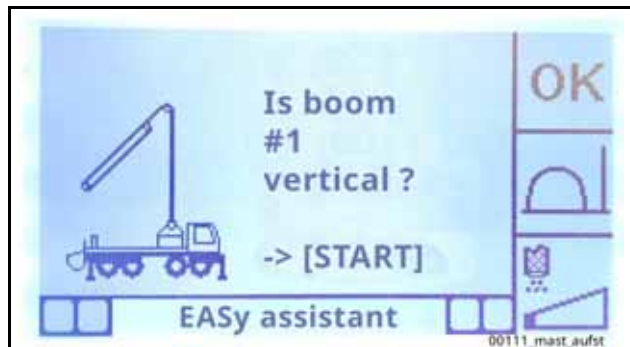 Is boom
#1
vertical ?
-> [START]
OK
EASy assistant
00111_mast_aufst